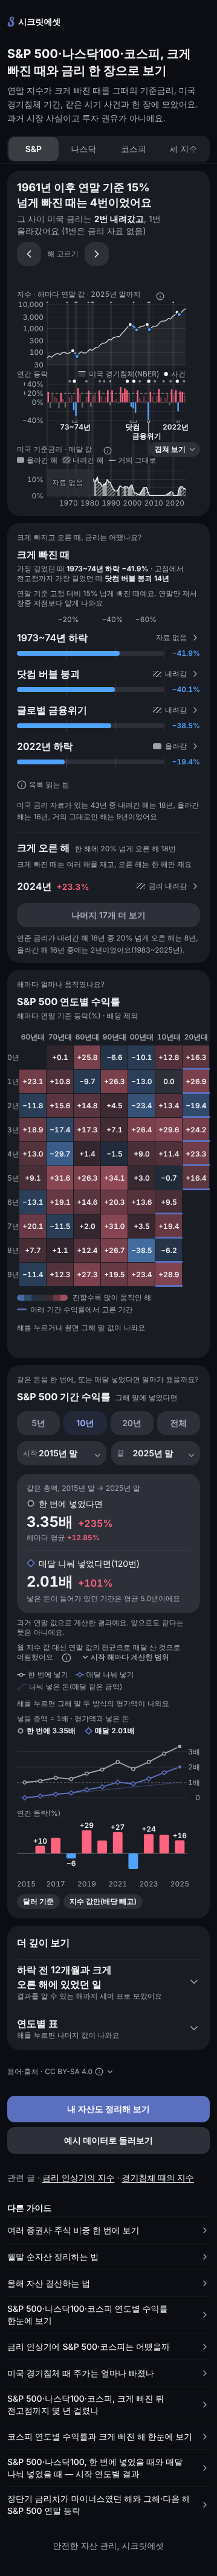 시크릿에셋
S&P 500·나스닥100·코스피, 크게
빠진 때와 금리 한 장으로 보기
연말 지수가 크게 빠진 때를 그때의 기준금리, 미국
경기침체 기간, 같은 시기 사건과 한 장에 모았어요.
과거 시장 사실이고 투자 권유가 아니에요.
S&P 나스닥 코스피 세 지수
1961년 이후 연말 기준 15%
넘게 빠진 때는 4번이었어요
그 사이 미국 금리는 2번 내려갔고, 1번
올라갔어요 (1번은 금리 자료 없음)
해 고르기
지수 · 해마다 연말 값 · 2025년 말까지
10,000
3,000
1,000
300
100
30
연간 등락 미국 경기침체(NBER) 사건
+40%
+20%
0%
−40%
73~74년 닷컴 2022년
금융위기
미국 기준금리 · 매달 값 겹쳐 보기
올라간 해 내려간 해 거의 그대로
10%
0%
자료 없음
1970 1980 1990 2000 2010 2020
크게 빠지고 오른 때, 금리는 어땠나요?
크게 빠진 때
가장 깊었던 때 1973~74년 하락 −41.9% · 고점에서
전고점까지 가장 길었던 때 닷컴 버블 붕괴 14년
연말 기준 고점 대비 15% 넘게 빠진 때예요. 연말만 재서
장중 저점보다 얕게 나와요
−20% −40% −60%
1973~74년 하락 자료 없음
−41.9%
닷컴 버블 붕괴 내려감
−40.1%
글로벌 금융위기 내려감
−38.5%
2022년 하락 올라감
−19.4%
목록 읽는 법
미국 금리 자료가 있는 43년 중 내려간 해는 18년, 올라간
해는 16년, 거의 그대로인 해는 9년이었어요
크게 오른 해 한 해에 20% 넘게 오른 해 18번
크게 빠진 때는 여러 해를 재고, 오른 해는 한 해만 재요
2024년 +23.3% 금리 내려감
나머지 17개 더 보기
연준 금리가 내려간 해 18년 중 20% 넘게 오른 해는 8년,
올라간 해 16년 중에는 2년이었어요(1983~2025년).
해마다 얼마나 움직였나요?
S&P 500 연도별 수익률
해마다 연말 기준 등락(%) · 배당 제외
60년대 70년대 80년대 90년대 00년대 10년대 20년대
0년 +0.1 +25.8 −6.6 −10.1 +12.8 +16.3
1년 +23.1 +10.8 −9.7 +26.3 −13.0 0.0 +26.9
2년 −11.8 +15.6 +14.8 +4.5 −23.4 +13.4 −19.4
3년 +18.9 −17.4 +17.3 +7.1 +26.4 +29.6 +24.2
4년 +13.0 −29.7 +1.4 −1.5 +9.0 +11.4 +23.3
5년 +9.1 +31.6 +26.3 +34.1 +3.0 −0.7 +16.4
6년 −13.1 +19.1 +14.6 +20.3 +13.6 +9.5
7년 +20.1 −11.5 +2.0 +31.0 +3.5 +19.4
8년 +7.7 +1.1 +12.4 +26.7 −38.5 −6.2
9년 −11.4 +12.3 +27.3 +19.5 +23.4 +28.9
진할수록 많이 움직인 해
아래 기간 수익률에서 고른 기간
해를 누르거나 끌면 그해 말 값이 나와요
같은 돈을 한 번에, 또는 매달 넣었다면 얼마가 됐을까요?
S&P 500 기간 수익률 그해 말에 넣었다면
5년 10년 20년 전체
시작 2015년 말 끝 2025년 말
같은 총액, 2015년 말 → 2025년 말
한 번에 넣었다면
3.35배 +235%
해마다 평균 +12.85%
매달 나눠 넣었다면(120번)
2.01배 +101%
넣은 돈이 들어가 있던 기간은 평균 5.0년이에요
과거 연말 값으로 계산한 결과예요. 앞으로도 같다는
뜻은 아니에요.
월 지수 값 대신 연말 값의 평균으로 매달 산 것으로
어림했어요 시작 해마다 계산한 범위
한 번에 넣기 매달 나눠 넣기
나눠 넣은 돈(매달 같은 금액)
해를 누르면 그해 말 두 방식의 평가액이 나와요
넣을 총액 = 1배 · 평가액과 넣은 돈
한 번에 3.35배 매달 2.01배
3배
2배
1배
0
연간 등락(%)
+10 −6 +29 +27 +24 +16
2015 2017 2019 2021 2023 2025
달러 기준 지수 값만(배당 빼고)
더 깊이 보기
하락 전 12개월과 크게
오른 해에 있었던 일
결과를 알 수 있는 해까지 세어 표로 모았어요
연도별 표
해를 누르면 나머지 값이 나와요
용어·출처 · CC BY-SA 4.0
내 자산도 정리해 보기
예시 데이터로 둘러보기
관련 글 · 금리 인상기의 지수 · 경기침체 때의 지수
다른 가이드
여러 증권사 주식 비중 한 번에 보기
월말 순자산 정리하는 법
올해 자산 결산하는 법
S&P 500·나스닥100·코스피 연도별 수익률
한눈에 보기
금리 인상기에 S&P 500·코스피는 어땠을까
미국 경기침체 때 주가는 얼마나 빠졌나
S&P 500·나스닥100·코스피, 크게 빠진 뒤
전고점까지 몇 년 걸렸나
코스피 연도별 수익률과 크게 빠진 해 한눈에 보기
S&P 500·나스닥100, 한 번에 넣었을 때와 매달
나눠 넣었을 때 — 시작 연도별 결과
장단기 금리차가 마이너스였던 해와 그해·다음 해
S&P 500 연말 등락
안전한 자산 관리, 시크릿에셋